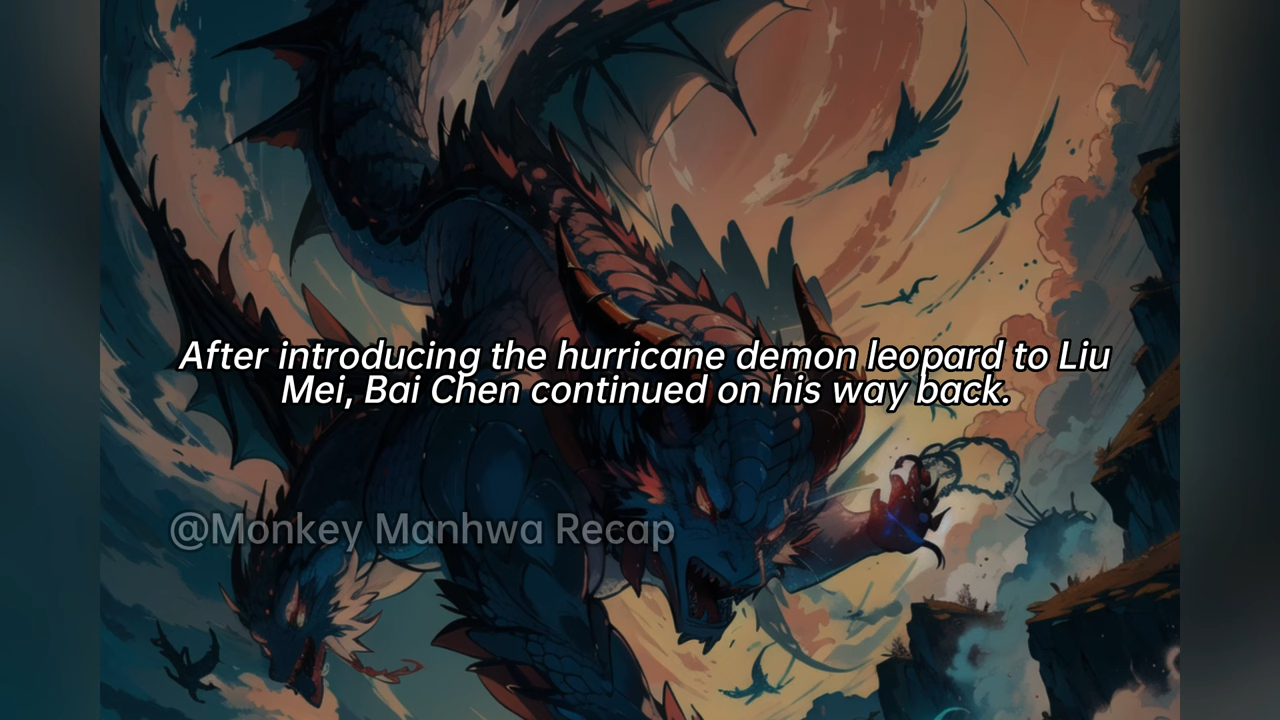 After introducing the hurricane demon leopard to Liu
Mei, Bai Chen continued on his way back.
@Monkey Manhwa Recap